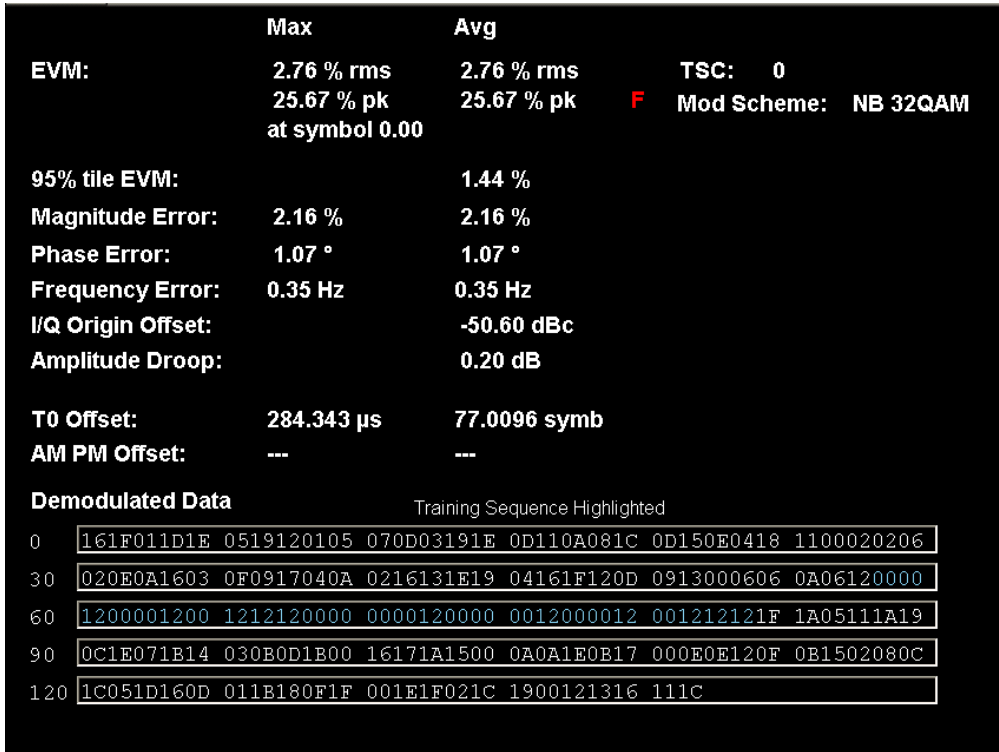 Max Avg
EVM: 2.76 % rms 2.76 % rms TSC: 0
25.67 % pk 25.67 % pk F Mod Scheme: NB 32QAM
at symbol 0.00
95% tile EVM: 1.44 %
Magnitude Error: 2.16 % 2.16 %
Phase Error: 1.07 ° 1.07 °
Frequency Error: 0.35 Hz 0.35 Hz
I/Q Origin Offset: -50.60 dBc
Amplitude Droop: 0.20 dB
T0 Offset: 284.343 µs 77.0096 symb
AM PM Offset: --- ---
Demodulated Data Training Sequence Highlighted
0 161F011D1E 0519120105 070D03191E 0D110A081C 0D150E0418 1100020206
30 020E0A1603 0F0917040A 0216131E19 04161F120D 0913000606 0A06120000
60 1200001200 1212120000 0000120000 0012000012 001212121F 1A05111A19
90 0C1E071B14 030B0D1B00 16171A1500 0A0A1E0B17 000E0E120F 0B1502080C
120 1C051D160D 011B180F1F 001E1F021C 1900121316 111C